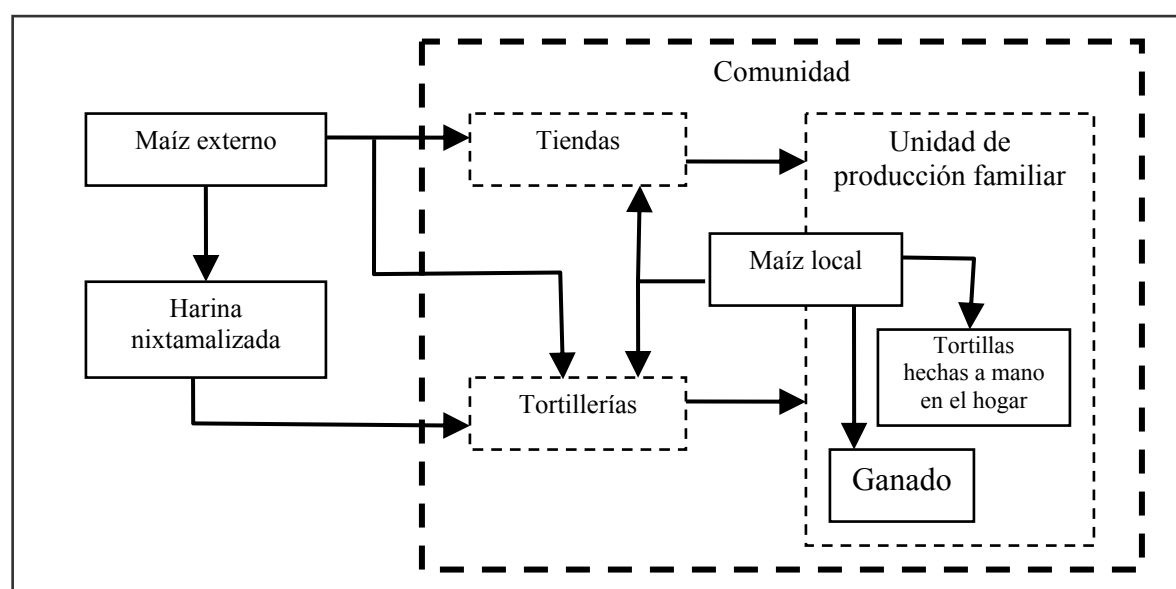 Comunidad
Maíz externo
Tiendas
Unidad de
producción familiar
Maíz local
Harina
nixtamalizada
Tortillas
hechas a mano
en el hogar
Tortillerías
Ganado